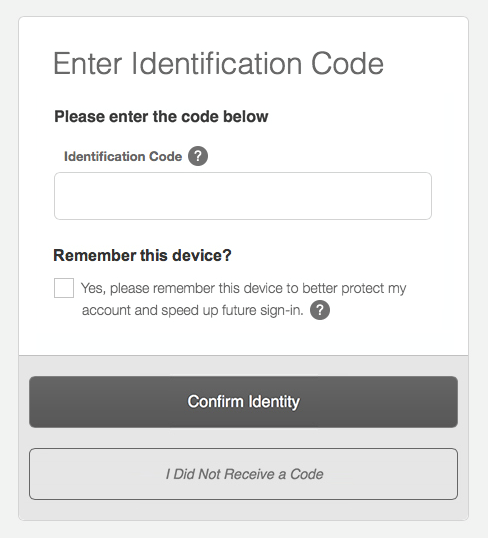 Enter Identification Code
Please enter the code below
Identification Code ?
Remember this device?
Yes, please remember this device to better protect my
account and speed up future sign-in. ?
Confirm Identity
I Did Not Receive a Code